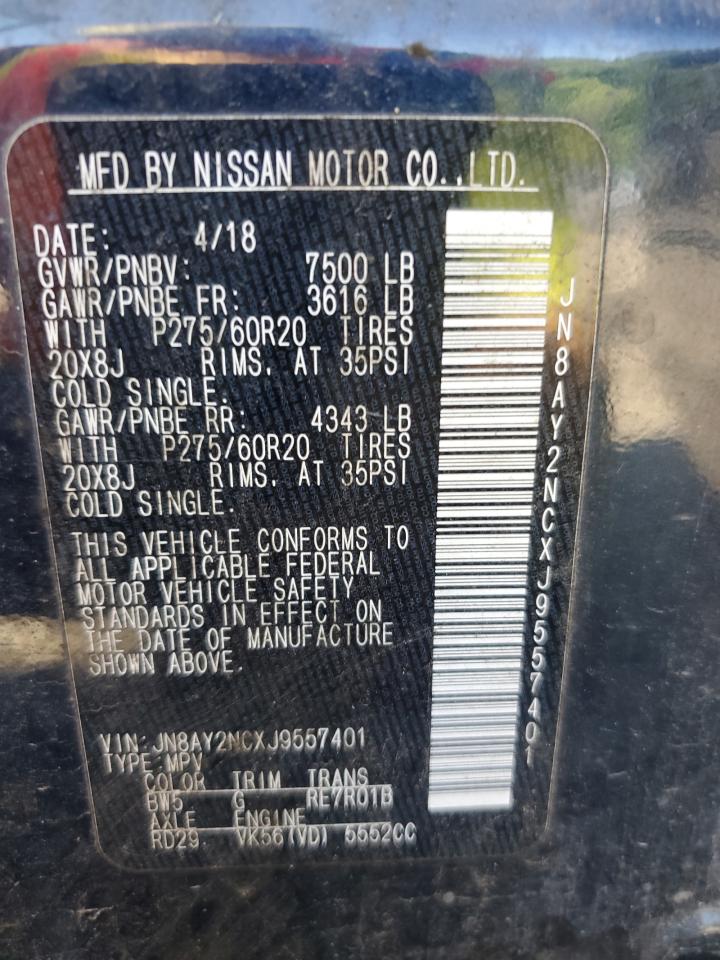 MFD BY NISSAN MOTOR CO.,LTD.
DATE: 4/18
GVWR/PNBV: 7500 LB
GAWR/PNBE FR: 3616 LB
WITH P275/60R20 TIRES
20X8J RIMS. AT 35PSI
COLD SINGLE.
GAWR/PNBE RR: 4343 LB
WITH P275/60R20 TIRES
20X8J RIMS. AT 35PSI
COLD SINGLE.
THIS VEHICLE CONFORMS TO
ALL APPLICABLE FEDERAL
MOTOR VEHICLE SAFETY
STANDARDS IN EFFECT ON
THE DATE OF MANUFACTURE
SHOWN ABOVE.
VIN:JN8AY2NCXJ9557401
TYPE:MPV
COLOR TRIM TRANS
BW5 G RE7R01B
AXLE ENGINE
RD29 VK56(VD) 5552CC
JN8AY2NCXJ9557401